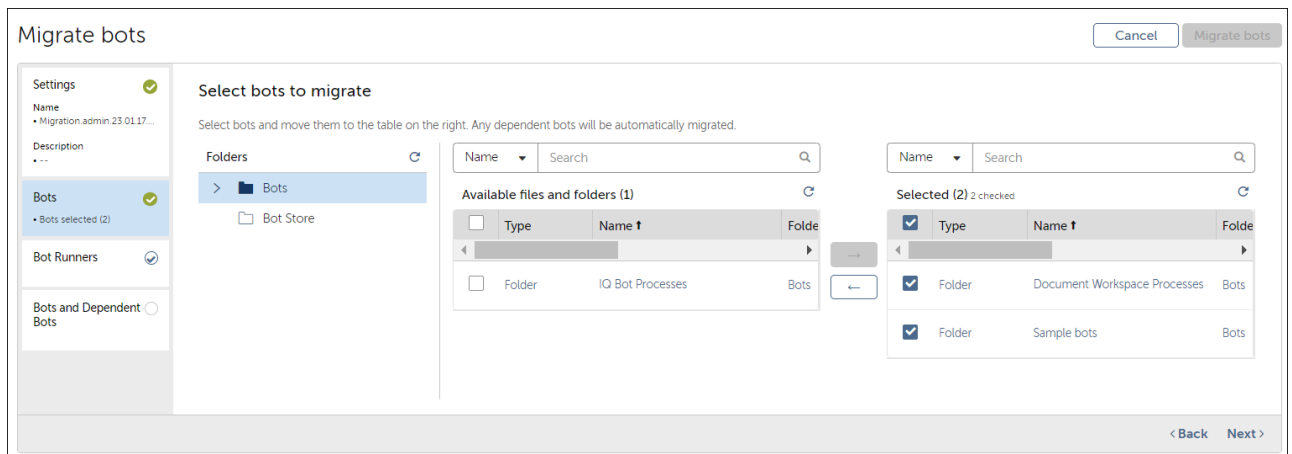 Migrate bots
Cancel
Migrate bots
Settings
Name
• Migration.admin.23.01.17....
Description
• --
Bots
• Bots selected (2)
Bot Runners
Bots and Dependent
Bots
Select bots to migrate
Select bots and move them to the table on the right. Any dependent bots will be automatically migrated.
Folders
Bots
Bot Store
Name
Search
Available files and folders (1)
Type Name Folde
Folder IQ Bot Processes Bots
→
←
Name
Search
Selected (2) 2 checked
Type Name Folde
Folder Document Workspace Processes Bots
Folder Sample bots Bots
< Back Next >